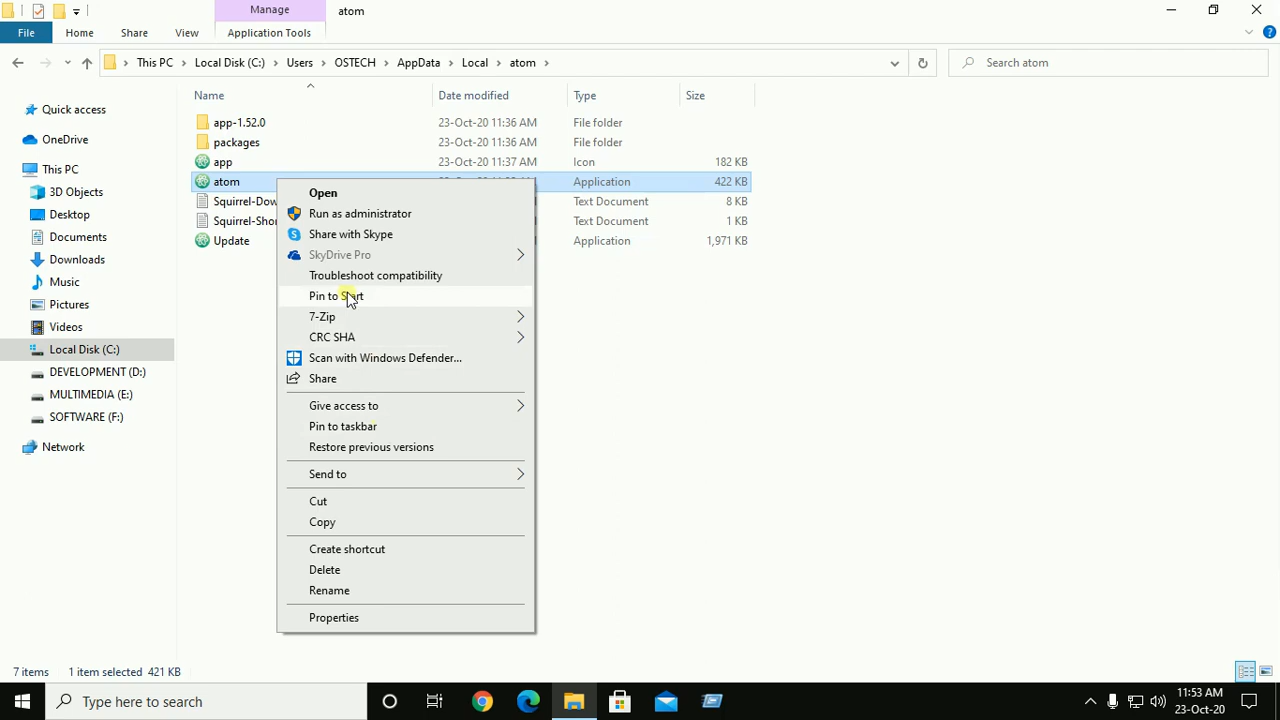 Manage
atom
File
Home
Share
View
Application Tools
This PC
Local Disk (C:)
Users
OSTECH
AppData
Local
atom
Search atom
Name
Date modified
Type
Size
Quick access
OneDrive
This PC
3D Objects
Desktop
Documents
Downloads
Music
Pictures
Videos
Local Disk (C:)
DEVELOPMENT (D:)
MULTIMEDIA (E:)
SOFTWARE (F:)
Network
app-1.52.0 23-Oct-20 11:36 AM File folder
packages 23-Oct-20 11:36 AM File folder
app 23-Oct-20 11:37 AM Icon 182 KB
atom Application 422 KB
Squirrel-Dow Text Document 8 KB
Squirrel-Shor Text Document 1 KB
Update Application 1,971 KB
Open
Run as administrator
Share with Skype
SkyDrive Pro
Troubleshoot compatibility
Pin to Start
7-Zip
CRC SHA
Scan with Windows Defender...
Share
Give access to
Pin to taskbar
Restore previous versions
Send to
Cut
Copy
Create shortcut
Delete
Rename
Properties
7 items 1 item selected 421 KB
Type here to search
11:53 AM
23-Oct-20